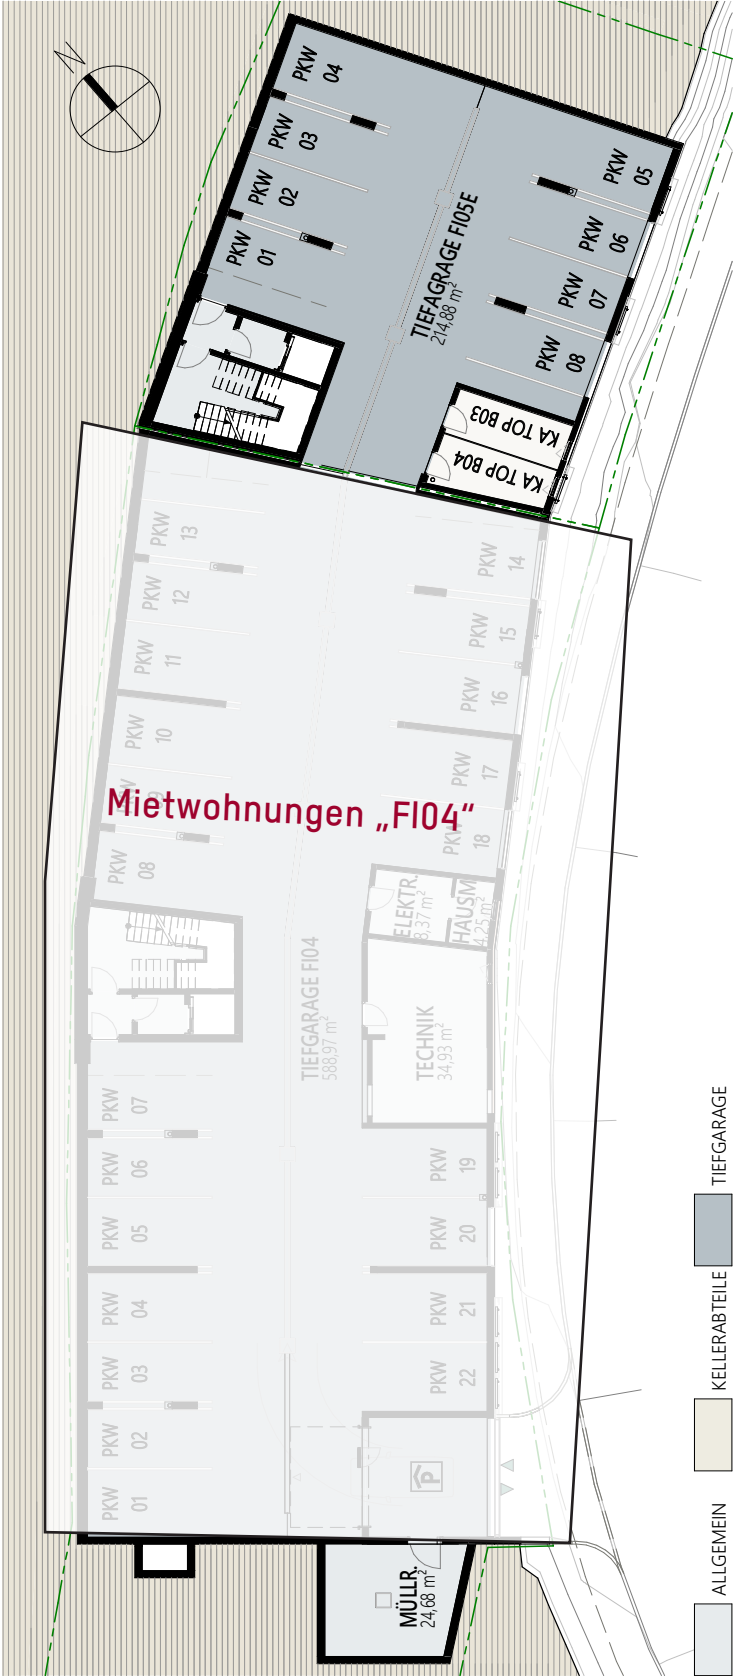 N
PKW
04
PKW
03
PKW
02
PKW
01
PKW
05
PKW
06
PKW
07
PKW
08
TIEFAGRAGE FI05E
214,88 m²
KA TOP B03
KA TOP B04
PKW
13
PKW
12
PKW
11
PKW
10
PKW
9
PKW
08
PKW
14
PKW
15
PKW
16
PKW
17
PKW
18
Mietwohnungen „FI04“
ELEKTR.
8,37 m²
HAUSM.
4,25 m²
TIEFGARAGE FI04
588,97 m²
TECHNIK
34,93 m²
PKW
07
PKW
06
PKW
05
PKW
04
PKW
03
PKW
02
PKW
01
PKW
19
PKW
20
PKW
21
PKW
22
P
MÜLLR.
24,68 m²
ALLGEMEIN
KELLERABTEILE
TIEFGARAGE